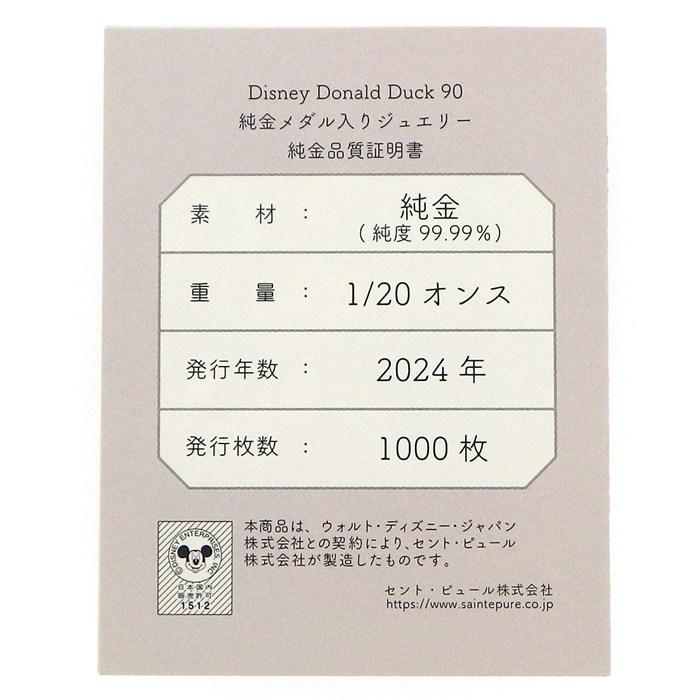 Disney Donald Duck 90
純金メダル入りジュエリー
純金品質証明書
素 材 : 純金
(純度 99.99%)
重 量 : 1/20 オンス
発行年数 : 2024 年
発行枚数 : 1000 枚
本商品は、ウォルト・ディズニー・ジャパン
株式会社との契約により、セント・ピュール
株式会社が製造したものです。
©DISNEY ENTERPRISES INC
日本国内
販売許可
1512
セント・ピュール株式会社
https://www.saintepure.co.jp